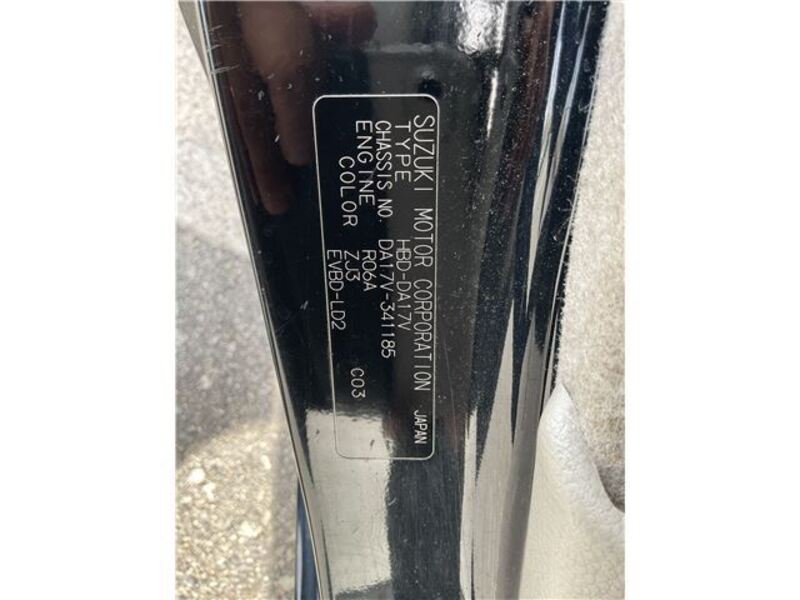 SUZUKI MOTOR CORPORATION JAPAN
TYPE HBD-DA17V
CHASSIS NO. DA17V-341185
ENGINE R06A
COLOR ZJ3 C03
EVBD-LD2